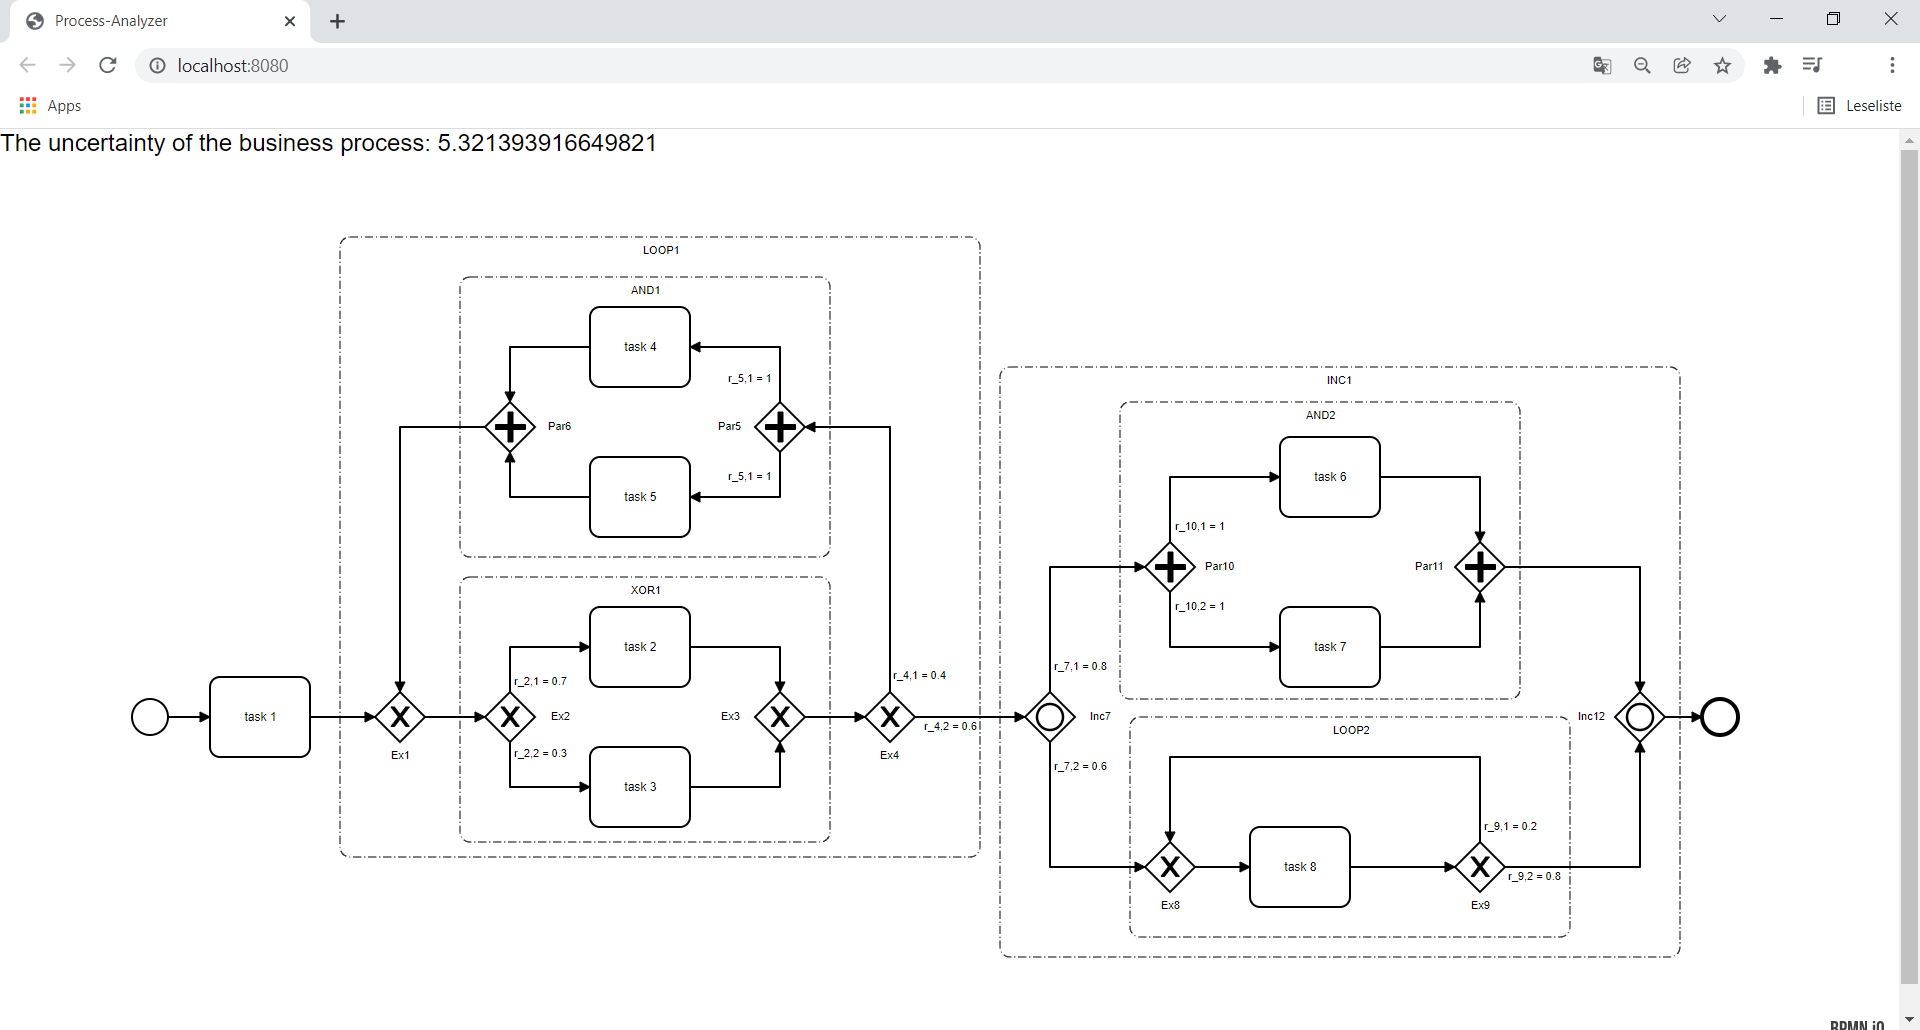 Process-Analyzer
localhost:8080
Apps
Leseliste
The uncertainty of the business process: 5.321393916649821
LOOP1
AND1
task 4
r_5,1 = 1
Par6
Par5
r_5,1 = 1
task 5
XOR1
task 2
r_2,1 = 0.7
Ex2
Ex3
r_2,2 = 0.3
task 3
task 1
Ex1
r_4,1 = 0.4
r_4,2 = 0.6
Ex4
INC1
AND2
task 6
r_10,1 = 1
Par10
Par11
r_10,2 = 1
task 7
r_7,1 = 0.8
Inc7
Inc12
r_7,2 = 0.6
LOOP2
r_9,1 = 0.2
task 8
r_9,2 = 0.8
Ex8
Ex9
BPMN.iO